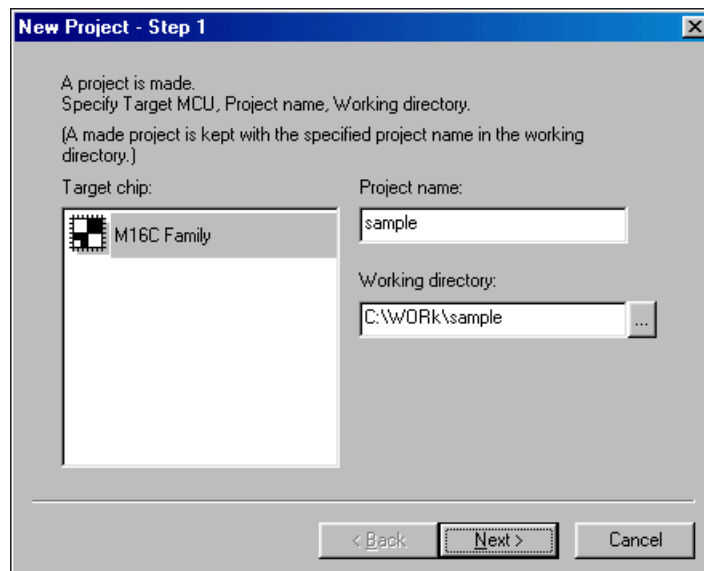 New Project - Step 1
A project is made.
Specify Target MCU, Project name, Working directory.
(A made project is kept with the specified project name in the working
directory.)
Target chip:
M16C Family
Project name:
sample
Working directory:
C:\WORk\sample
...
< Back
Next >
Cancel